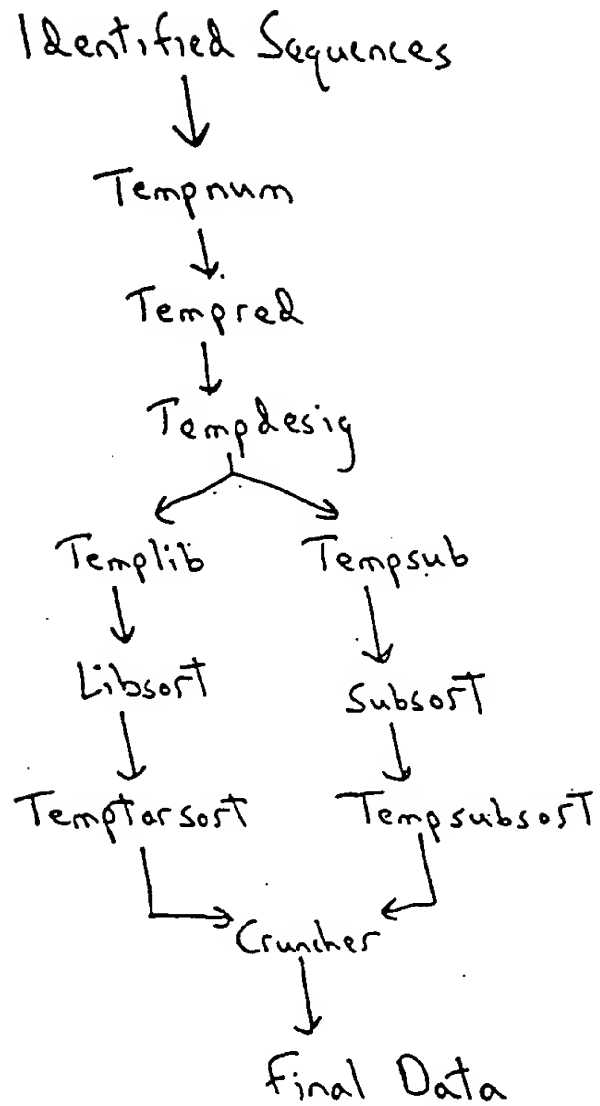 Identified Sequences
Tempnum
Tempred
Tempdesig
Templib Tempsub
Libsort Subsort
Temptarsort Tempsubsort
Cruncher
Final Data